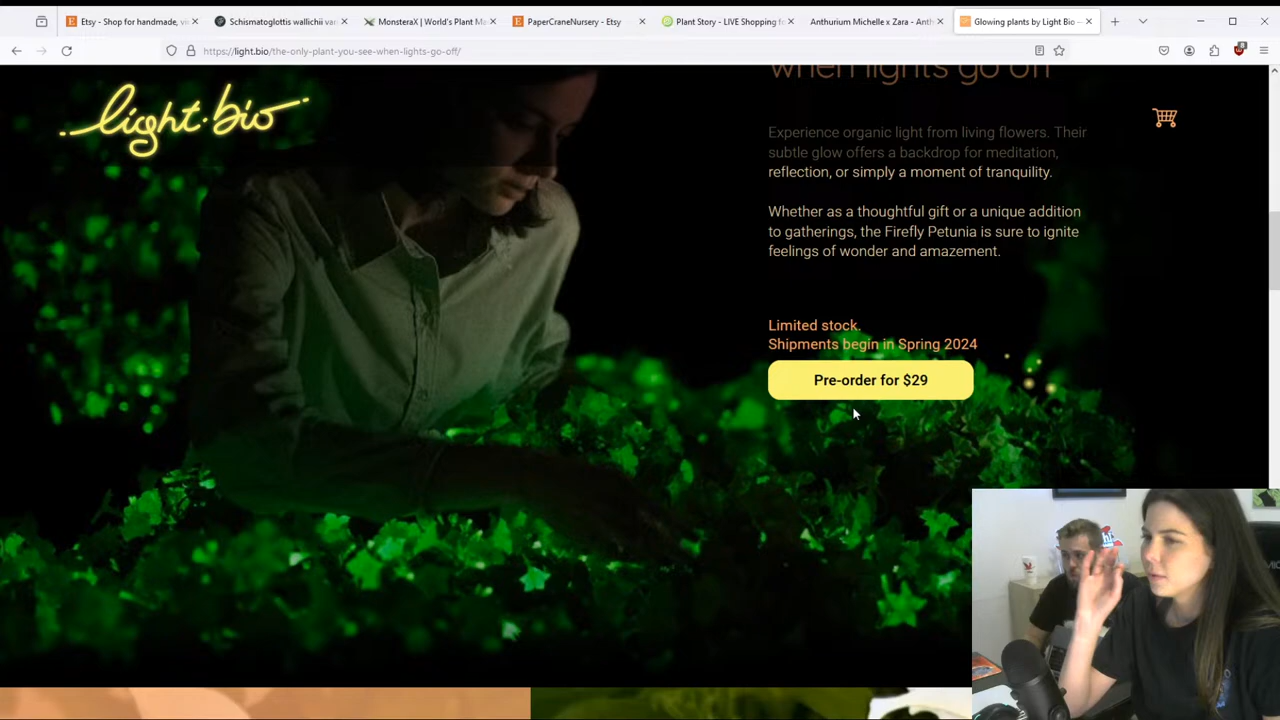 Etsy - Shop for handmade, vi
Schismatoglottis wallichii var
MonsteraX | World's Plant Ma
PaperCraneNursery - Etsy
Plant Story - LIVE Shopping fo
Anthurium Michelle x Zara - Anth
Glowing plants by Light Bio —
https://light.bio/the-only-plant-you-see-when-lights-go-off/
when lights go off
light.bio
Experience organic light from living flowers. Their
subtle glow offers a backdrop for meditation,
reflection, or simply a moment of tranquility.
Whether as a thoughtful gift or a unique addition
to gatherings, the Firefly Petunia is sure to ignite
feelings of wonder and amazement.
Limited stock.
Shipments begin in Spring 2024
Pre-order for $29